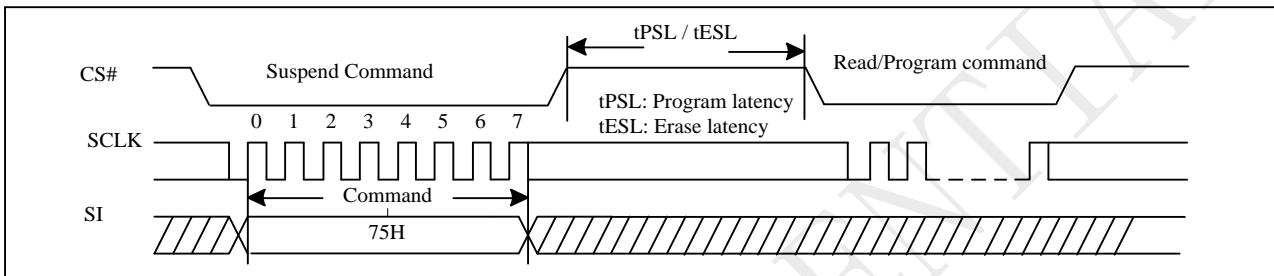 tPSL / tESL
CS#
Suspend Command
Read/Program command
tPSL: Program latency
tESL: Erase latency
0 1 2 3 4 5 6 7
SCLK
Command
SI
75H